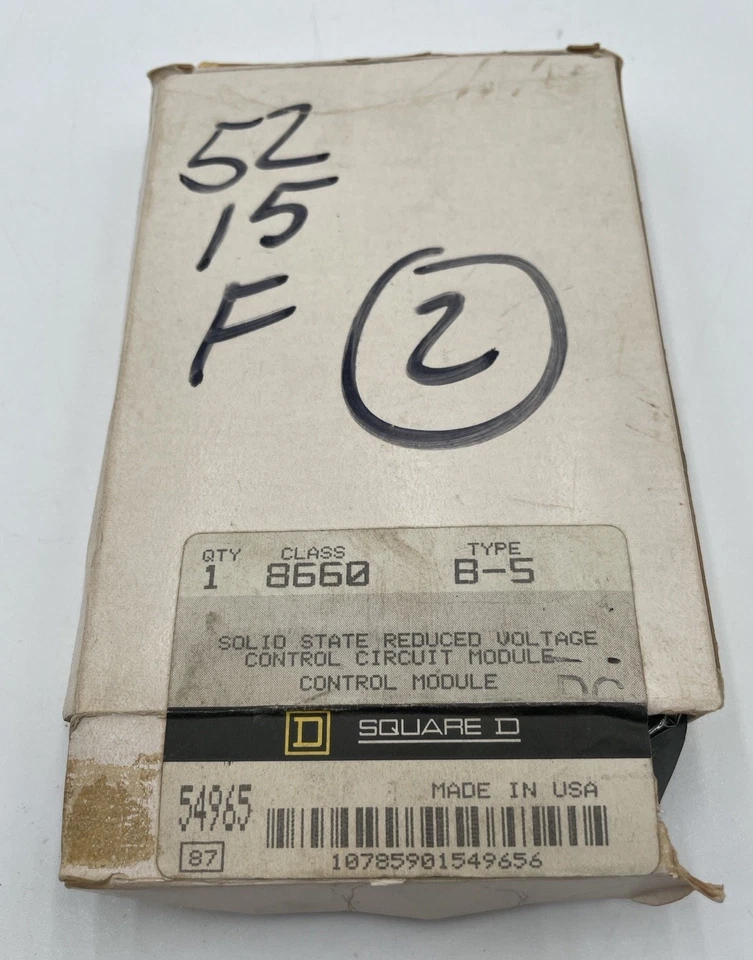 52
15
F
2
QTY CLASS TYPE
1 8660 B-5
SOLID STATE REDUCED VOLTAGE
CONTROL CIRCUIT MODULE
CONTROL MODULE
D SQUARE D
54965 MADE IN USA
87 10785901549656